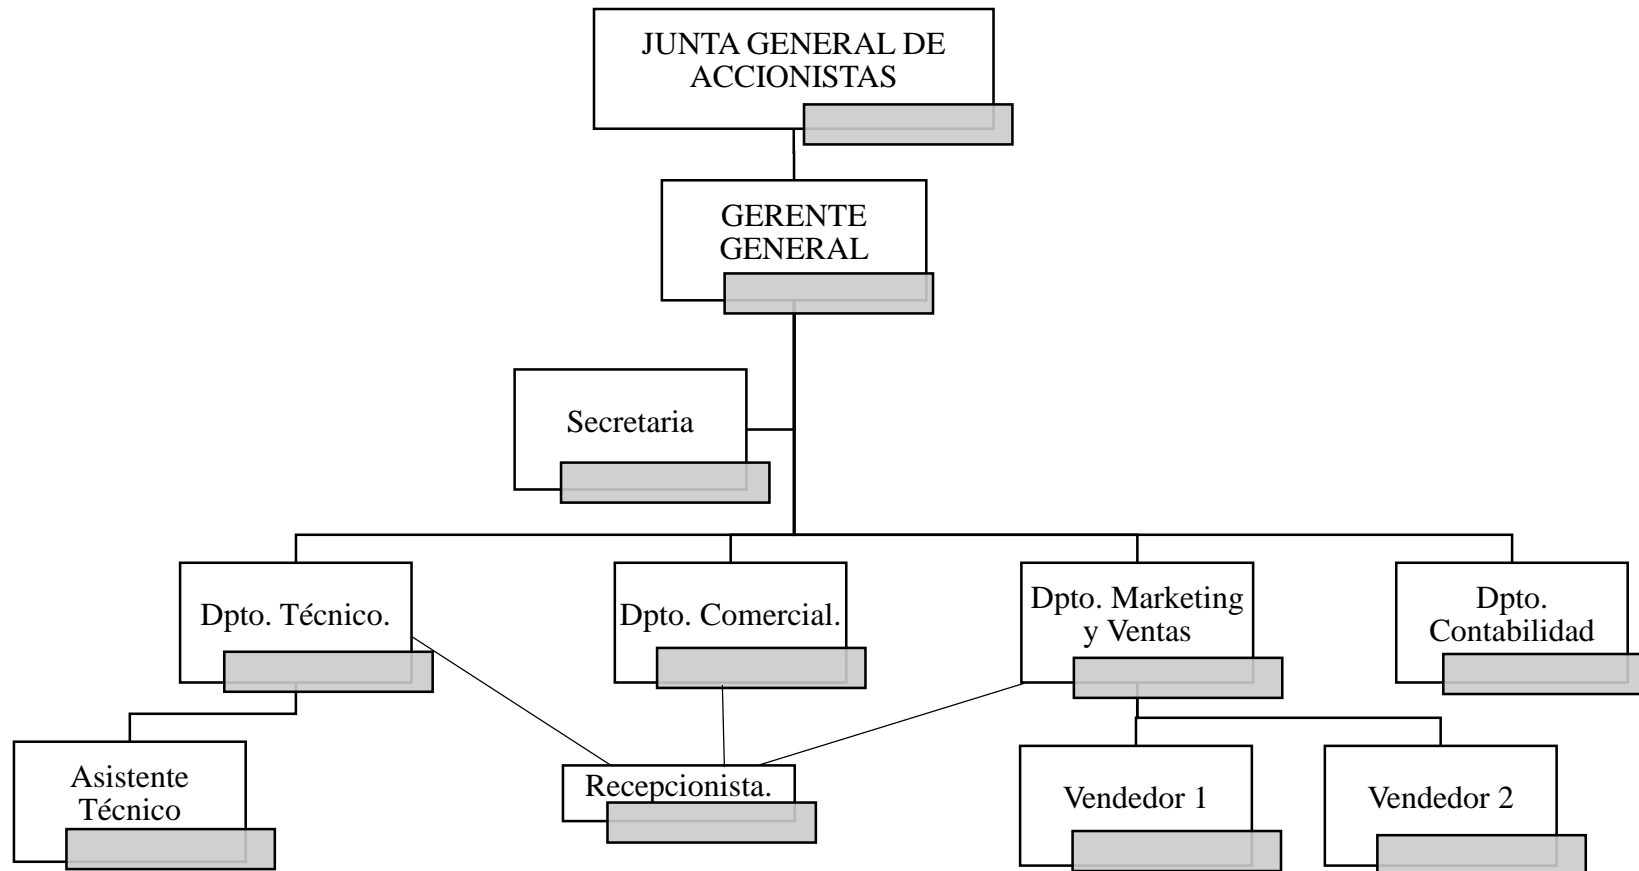 JUNTA GENERAL DE
ACCIONISTAS
GERENTE
GENERAL
Secretaria
Dpto. Técnico.
Dpto. Comercial.
Dpto. Marketing
y Ventas
Dpto.
Contabilidad
Asistente
Técnico
Recepcionista.
Vendedor 1
Vendedor 2